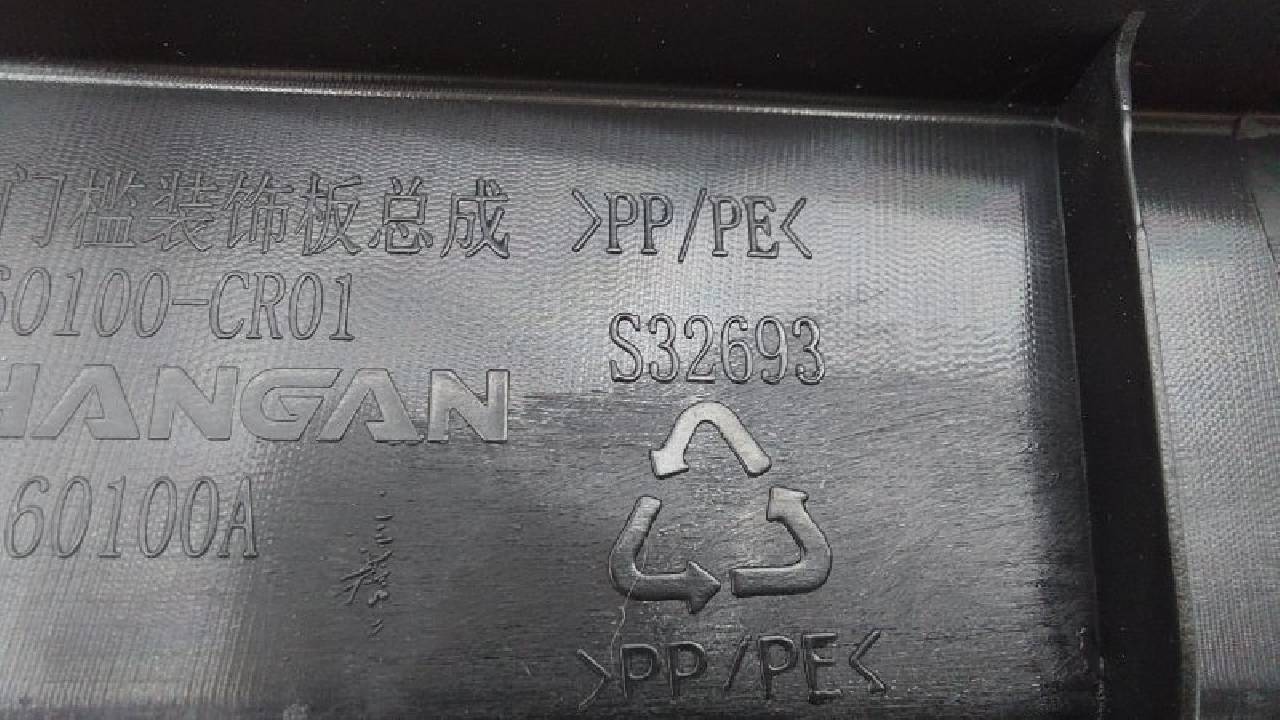 门槛装饰板总成 >PP/PE<
60100-CR01
S32693
HANGAN
60100A
>PP/PE<